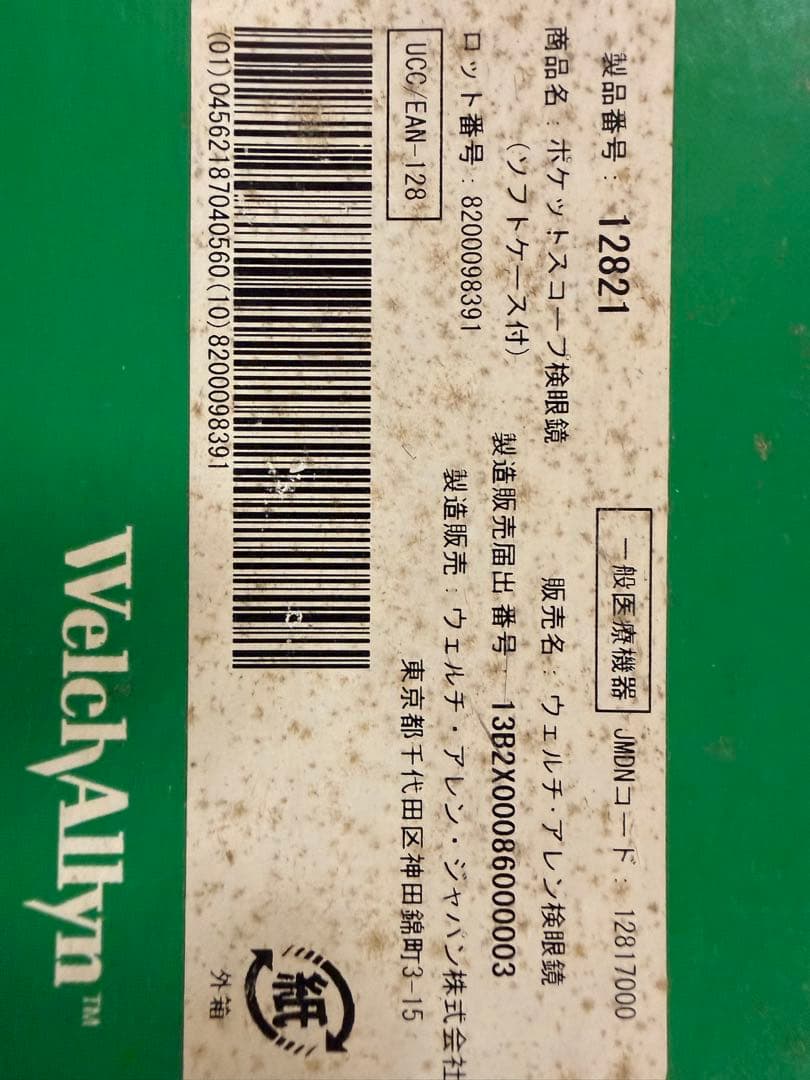 製品番号: 12821
商品名:ポケットスコープ検眼鏡
(ソフトケース付)
ロット番号:8200098391
UCC/EAN-128
(01)04562187040560(10)8200098391
一般医療機器 JMDNコード: 12817000
販売名:ウェルチ・アレン検眼鏡
製造販売届出番号 13B2X00086000003
製造販売:ウェルチ・アレン・ジャパン株式会社
東京都千代田区神田錦町3-15
紙
外箱
WelchAllyn™